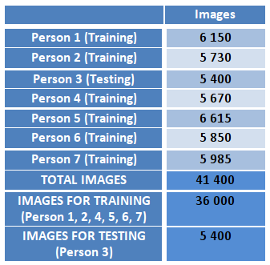 Images
Person 1 (Training) 6 150
Person 2 (Training) 5 730
Person 3 (Testing) 5 400
Person 4 (Training) 5 670
Person 5 (Training) 6 615
Person 6 (Training) 5 850
Person 7 (Training) 5 985
TOTAL IMAGES 41 400
IMAGES FOR TRAINING 36 000
(Person 1, 2, 4, 5, 6, 7)
IMAGES FOR TESTING 5 400
(Person 3)